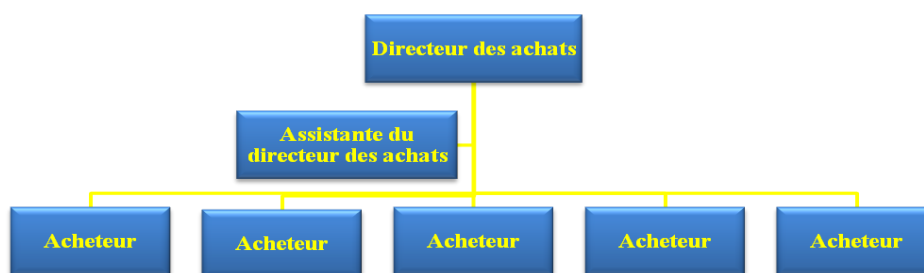 Directeur des achats
Assistante du
directeur des achats
Acheteur
Acheteur
Acheteur
Acheteur
Acheteur